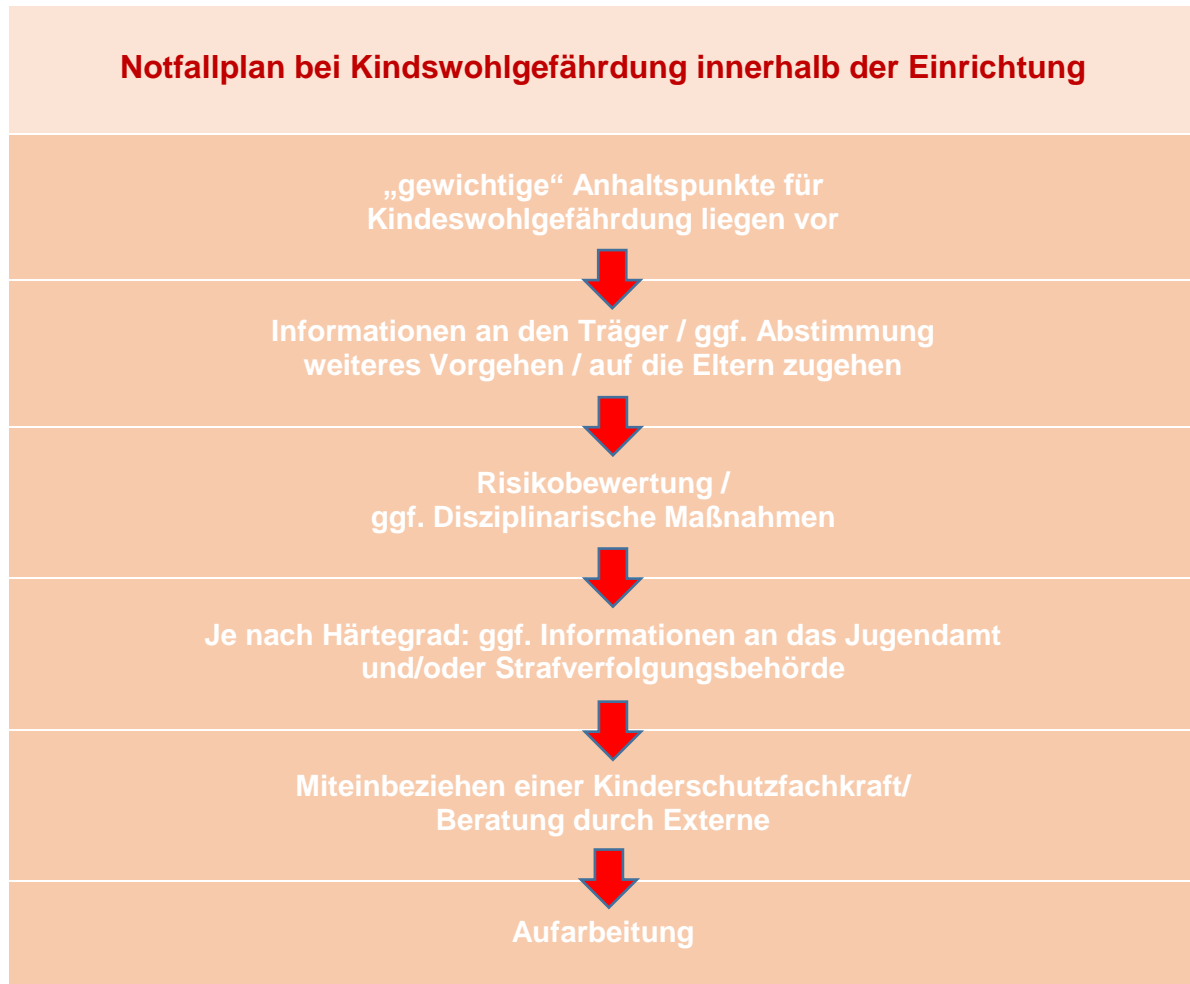 Notfallplan bei Kindswohlgefährdung innerhalb der Einrichtung
„gewichtige“ Anhaltspunkte für
Kindeswohlgefährdung liegen vor
Informationen an den Träger / ggf. Abstimmung
weiteres Vorgehen / auf die Eltern zugehen
Risikobewertung /
ggf. Disziplinarische Maßnahmen
Je nach Härtegrad: ggf. Informationen an das Jugendamt
und/oder Strafverfolgungsbehörde
Miteinbeziehen einer Kinderschutzfachkraft/
Beratung durch Externe
Aufarbeitung